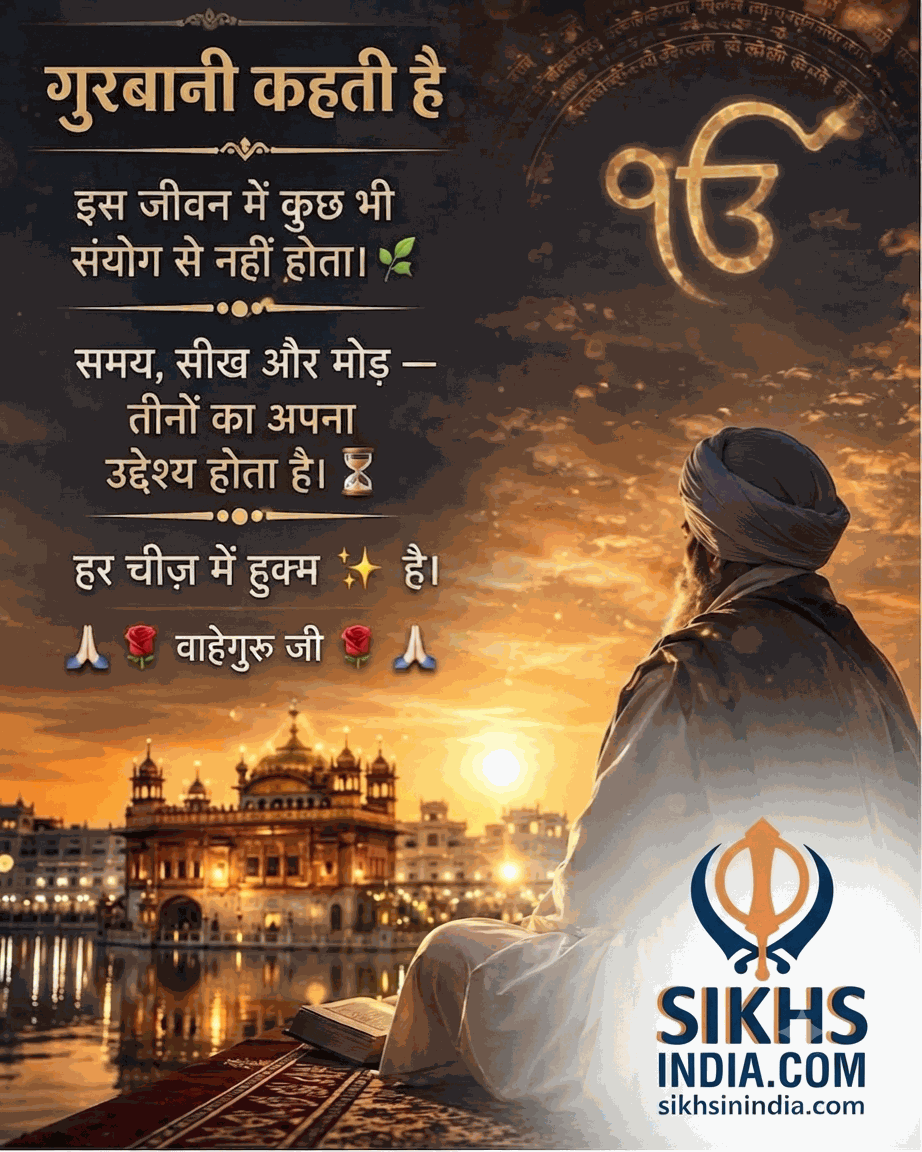 गुरबानी कहती है
इस जीवन में कुछ भी
संयोग से नहीं होता।🌿
समय, सीख और मोड़ —
तीनों का अपना
उद्देश्य होता है। ⏳
हर चीज़ में हुक्म ✨ है।
🙏🌹 वाहेगुरू जी 🌹🙏
ੴ
SIKHS
INDIA.COM
sikhsinindia.com